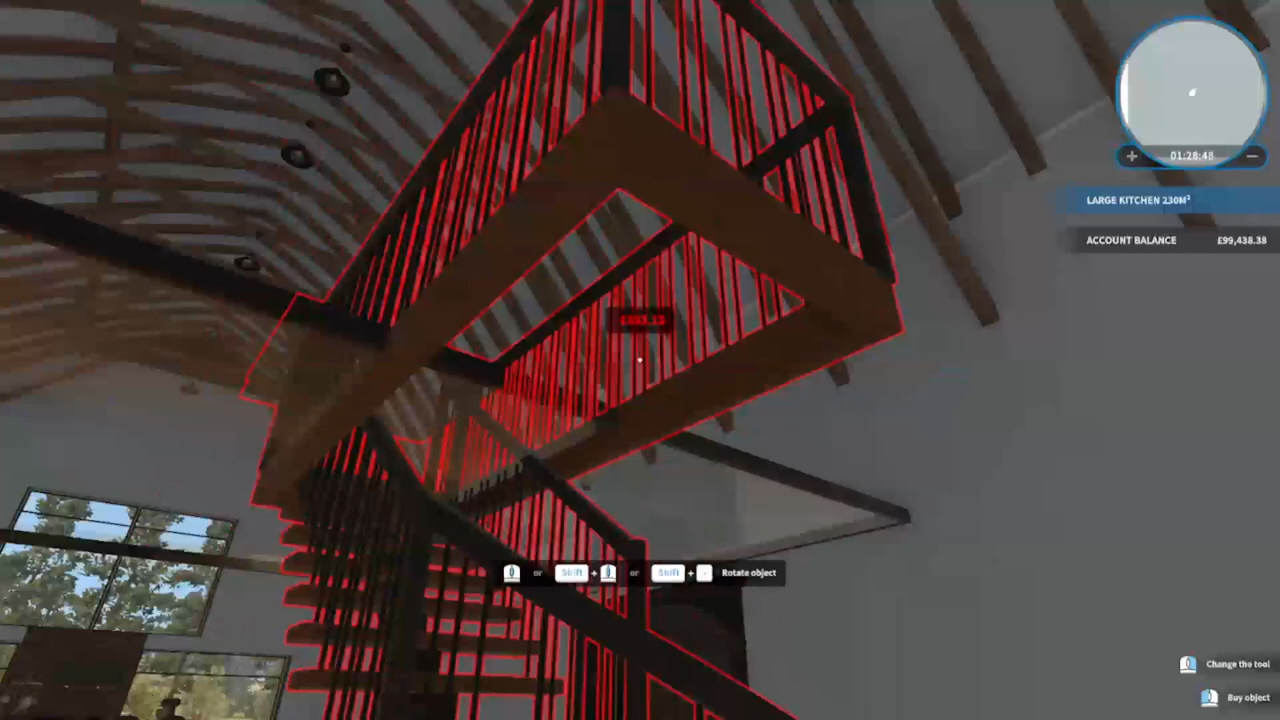 01:28:48
LARGE KITCHEN 230M²
ACCOUNT BALANCE £99,438.38
or Shift + or Shift + - Rotate object
Change the tool
Buy object